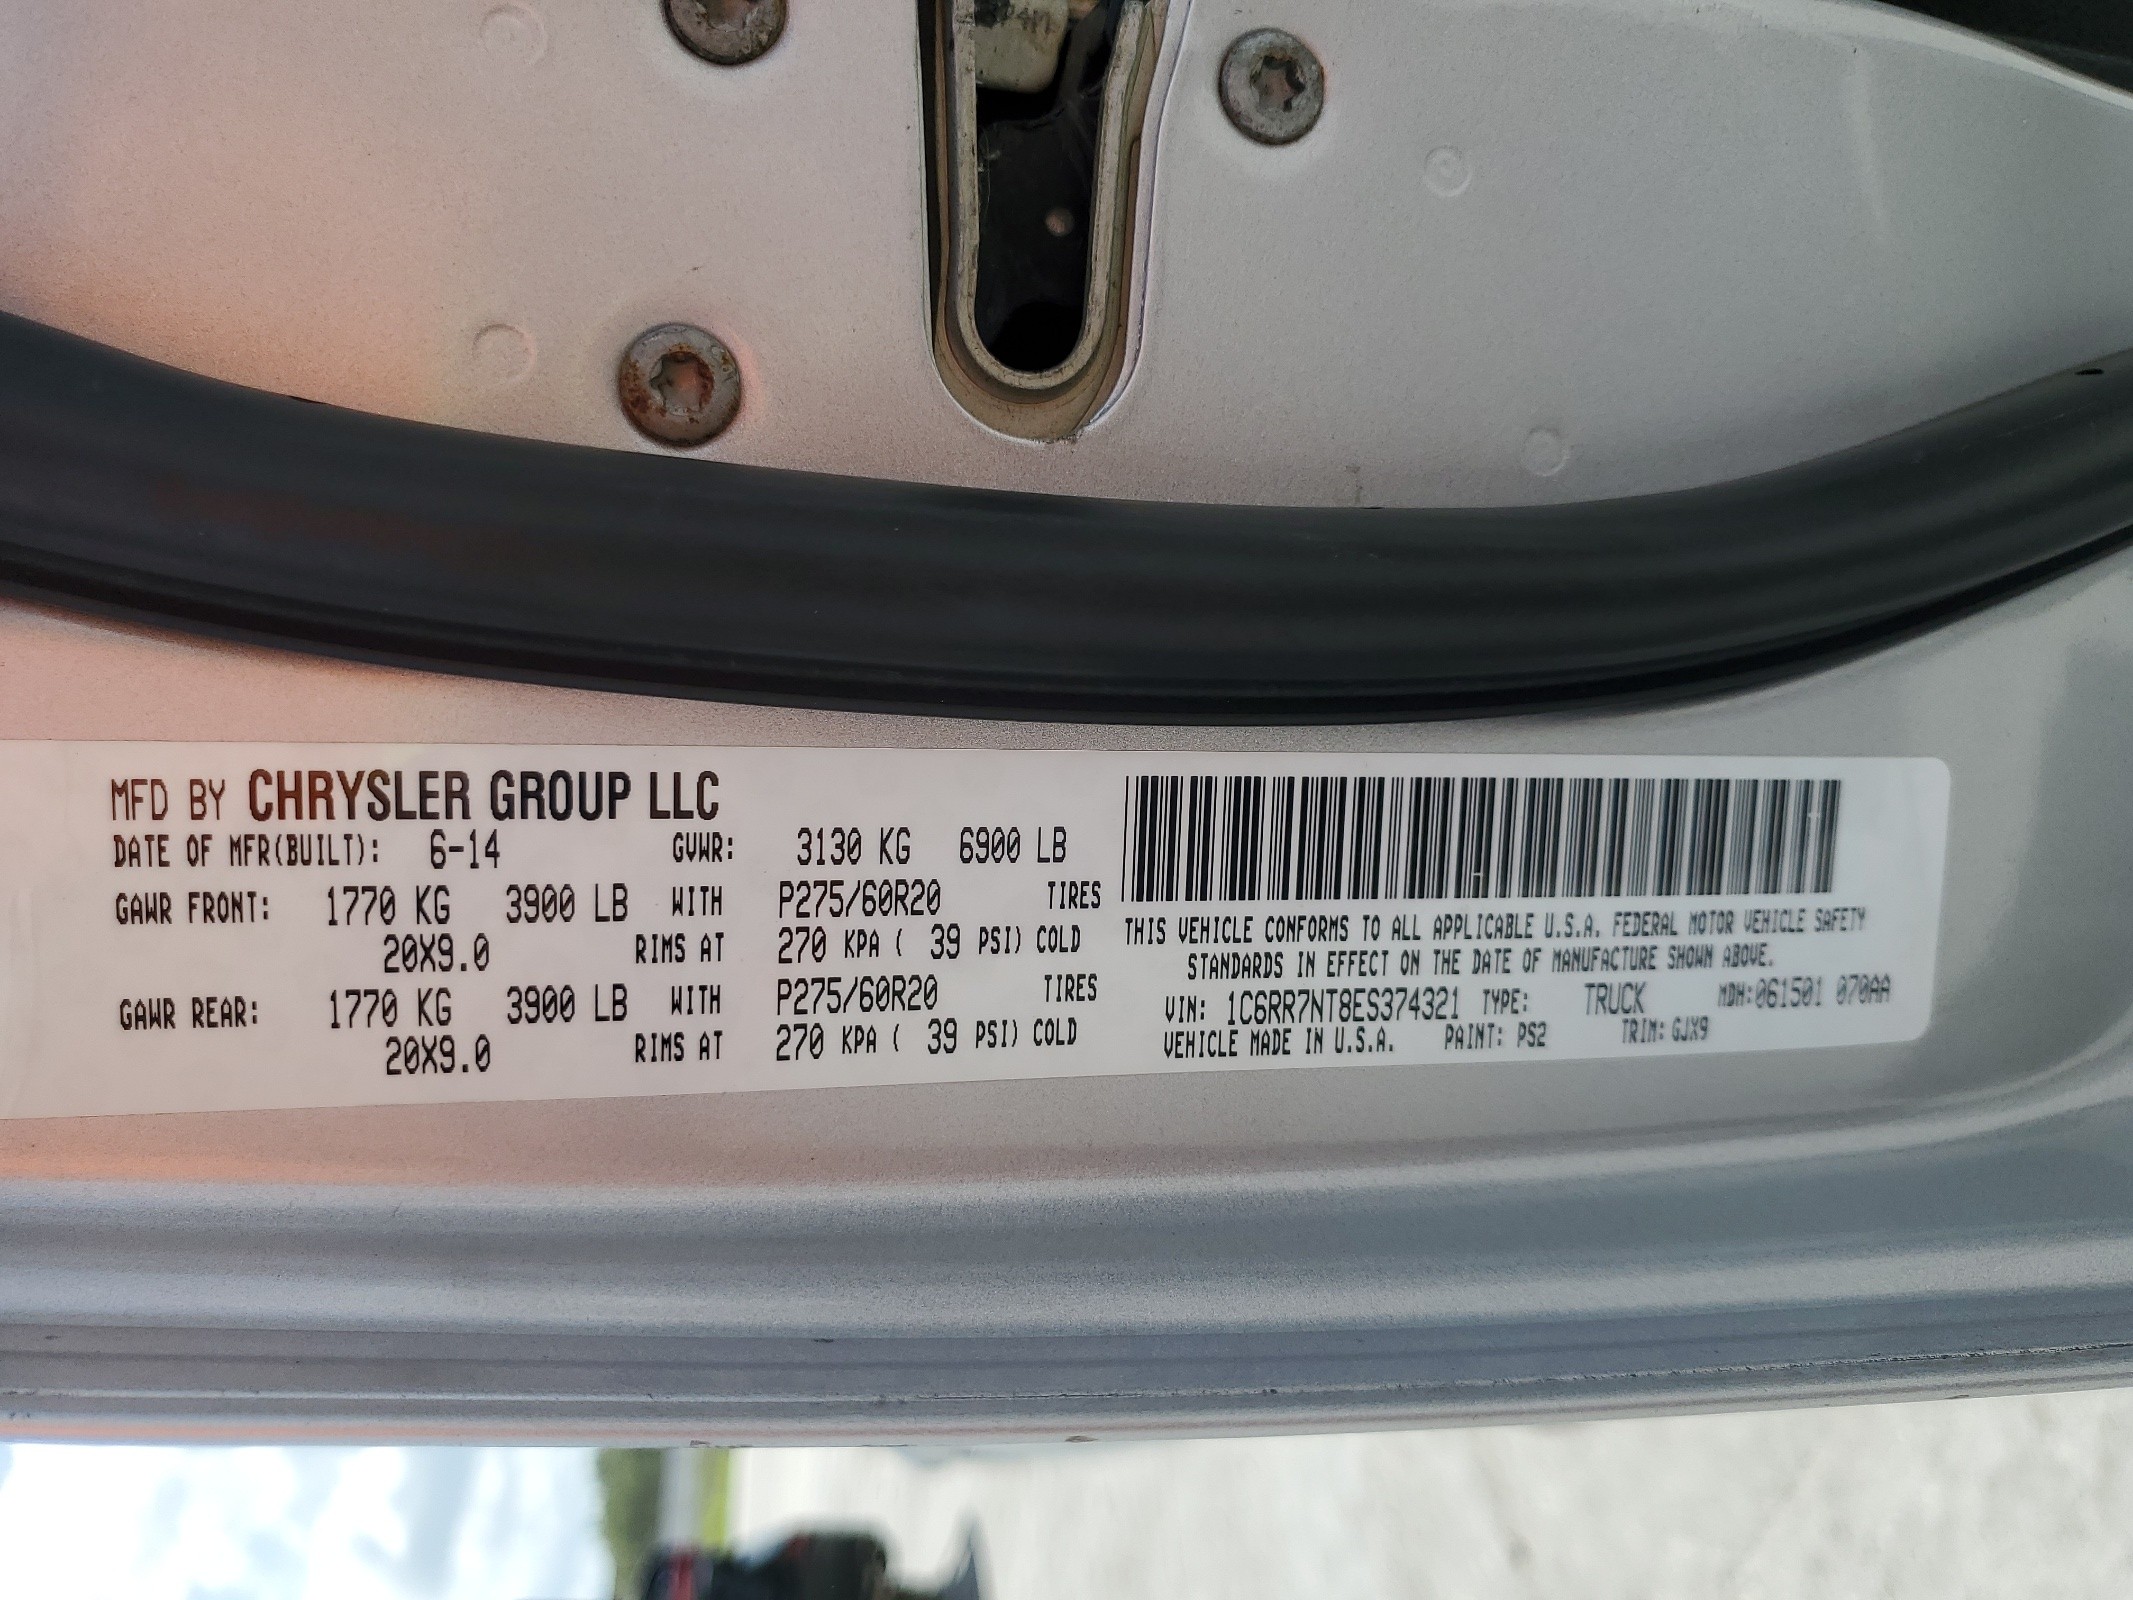 MFD BY CHRYSLER GROUP LLC
DATE OF MFR(BUILT): 6-14 GVWR: 3130 KG 6900 LB
GAWR FRONT: 1770 KG 3900 LB WITH P275/60R20 TIRES
20X9.0 RIMS AT 270 KPA ( 39 PSI) COLD
GAWR REAR: 1770 KG 3900 LB WITH P275/60R20 TIRES
20X9.0 RIMS AT 270 KPA ( 39 PSI) COLD
THIS VEHICLE CONFORMS TO ALL APPLICABLE U.S.A. FEDERAL MOTOR VEHICLE SAFETY
STANDARDS IN EFFECT ON THE DATE OF MANUFACTURE SHOWN ABOVE.
VIN: 1C6RR7NT8ES374321 TYPE: TRUCK MDH:061501 070AA
VEHICLE MADE IN U.S.A. PAINT: PS2 TRIM: GJX9